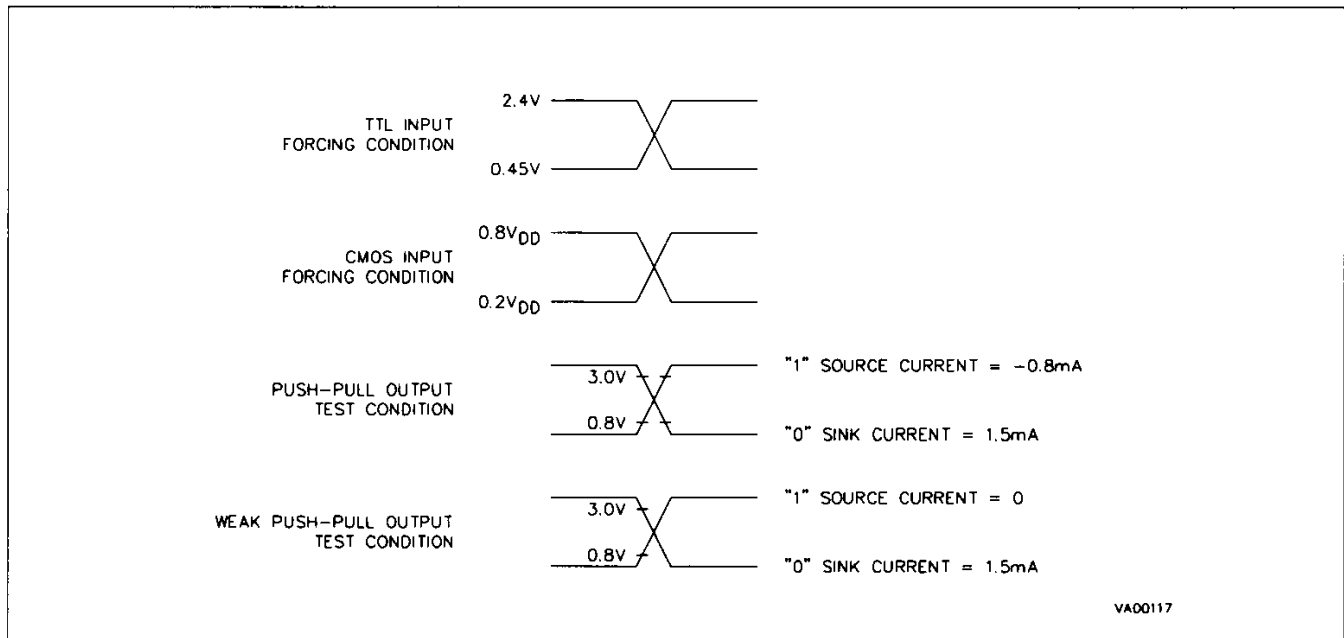 2.4V
TTL INPUT
FORCING CONDITION
0.45V
0.8VDD
CMOS INPUT
FORCING CONDITION
0.2VDD
PUSH-PULL OUTPUT
TEST CONDITION
3.0V
0.8V
"1" SOURCE CURRENT = -0.8mA
"0" SINK CURRENT = 1.5mA
WEAK PUSH-PULL OUTPUT
TEST CONDITION
3.0V
0.8V
"1" SOURCE CURRENT = 0
"0" SINK CURRENT = 1.5mA
VA00117